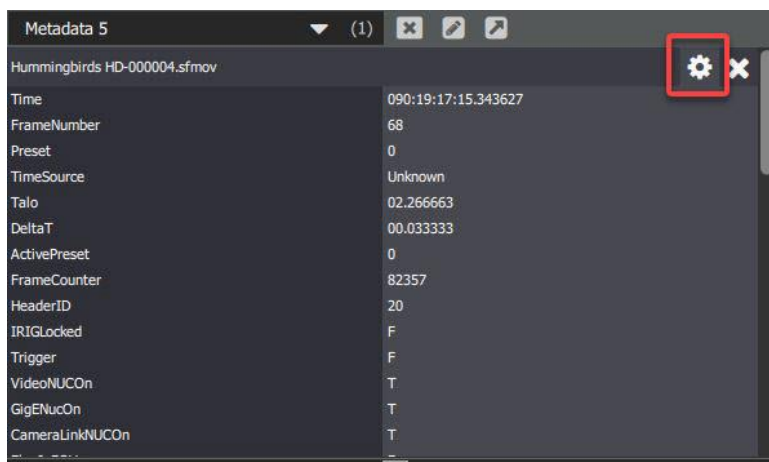 Metadata 5 (1)
Hummingbirds HD-000004.sfmov
Time 090:19:17:15.343627
FrameNumber 68
Preset 0
TimeSource Unknown
Talo 02.266663
DeltaT 00.033333
ActivePreset 0
FrameCounter 82357
HeaderID 20
IRIGLocked F
Trigger F
VideoNUCOn T
GigENucOn T
CameraLinkNUCOn T